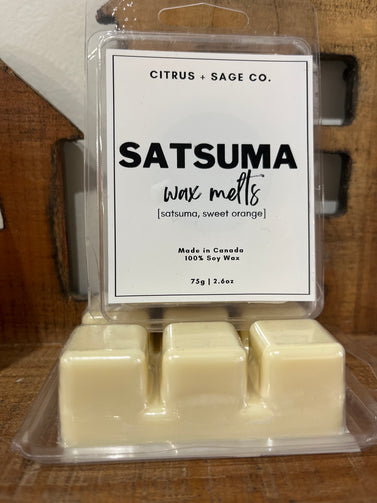 CITRUS + SAGE CO.
SATSUMA
wax melts
[satsuma, sweet orange]
Made in Canada
100% Soy Wax
75g | 2.6oz